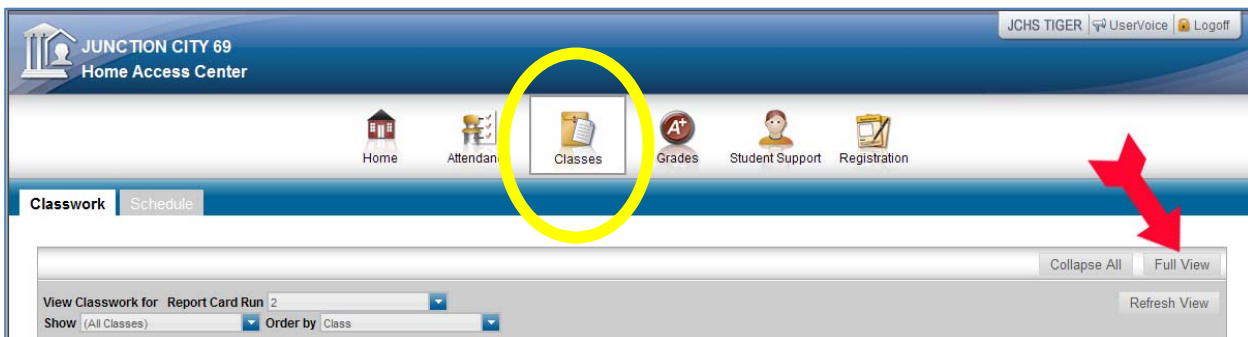 JCHS TIGER UserVoice Logoff
JUNCTION CITY 69
Home Access Center
A+
Home Attendan Classes Grades Student Support Registration
Classwork Schedule
Collapse All Full View
View Classwork for Report Card Run 2 Refresh View
Show (All Classes) Order by Class